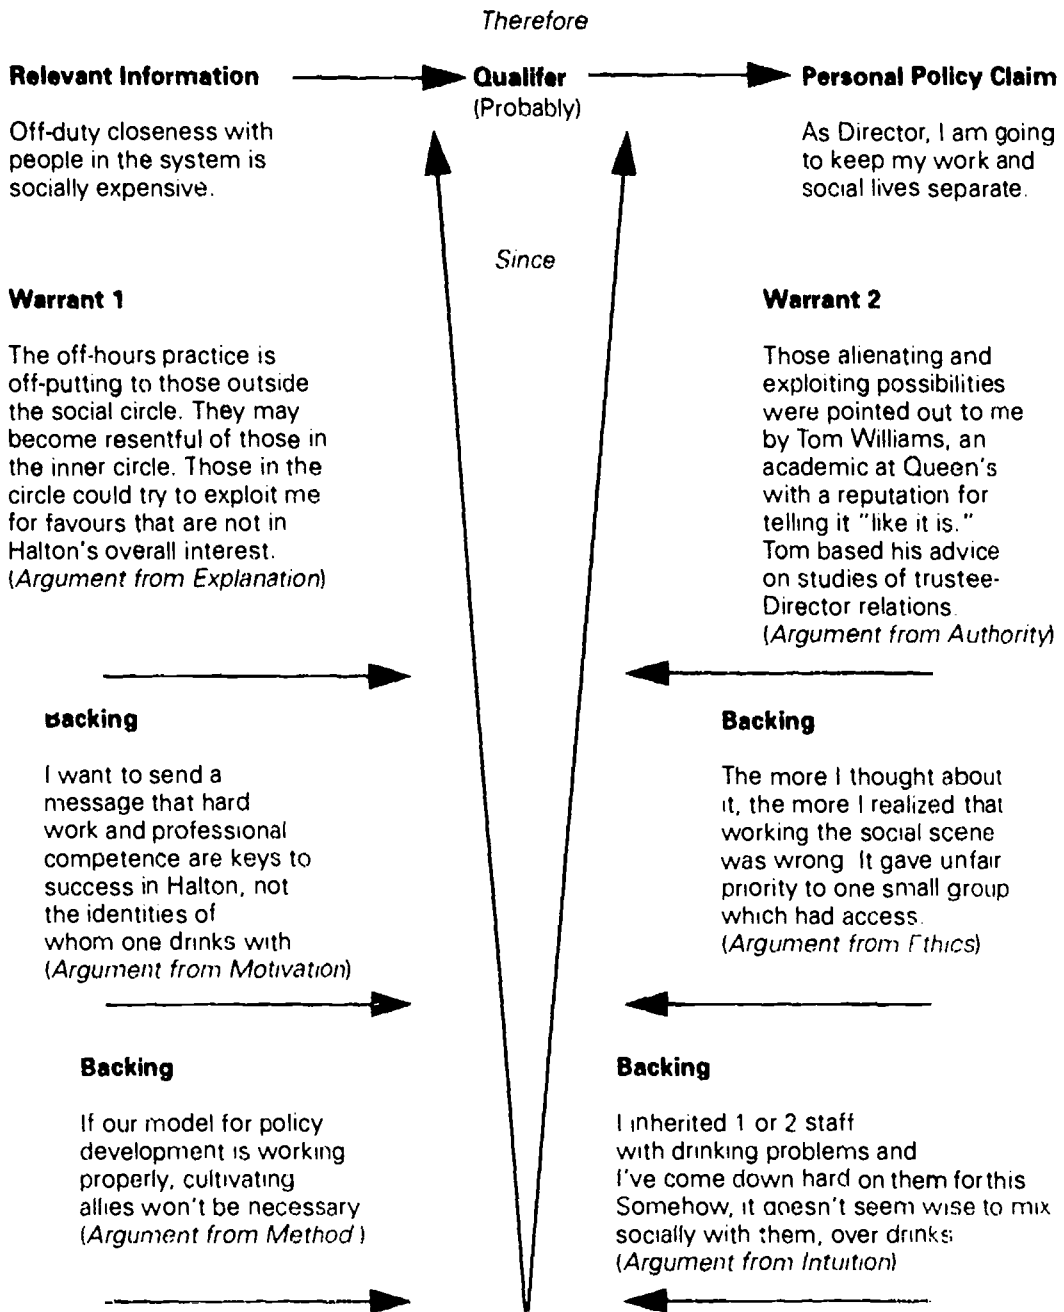 Therefore
Relevant Information
Qualifer
Personal Policy Claim
(Probably)
Off-duty closeness with
people in the system is
socially expensive.
As Director, I am going
to keep my work and
social lives separate.
Since
Warrant 1
The off-hours practice is
off-putting to those outside
the social circle. They may
become resentful of those in
the inner circle. Those in the
circle could try to exploit me
for favours that are not in
Halton's overall interest.
(Argument from Explanation)
Warrant 2
Those alienating and
exploiting possibilities
were pointed out to me
by Tom Williams, an
academic at Queen's
with a reputation for
telling it "like it is."
Tom based his advice
on studies of trustee-
Director relations.
(Argument from Authority)
Backing
I want to send a
message that hard
work and professional
competence are keys to
success in Halton, not
the identities of
whom one drinks with
(Argument from Motivation)
Backing
The more I thought about
it, the more I realized that
working the social scene
was wrong It gave unfair
priority to one small group
which had access.
(Argument from Ethics)
Backing
If our model for policy
development is working
properly, cultivating
allies won't be necessary
(Argument from Method)
Backing
I inherited 1 or 2 staff
with drinking problems and
I've come down hard on them for this
Somehow, it doesn't seem wise to mix
socially with them, over drinks.
(Argument from Intuition)